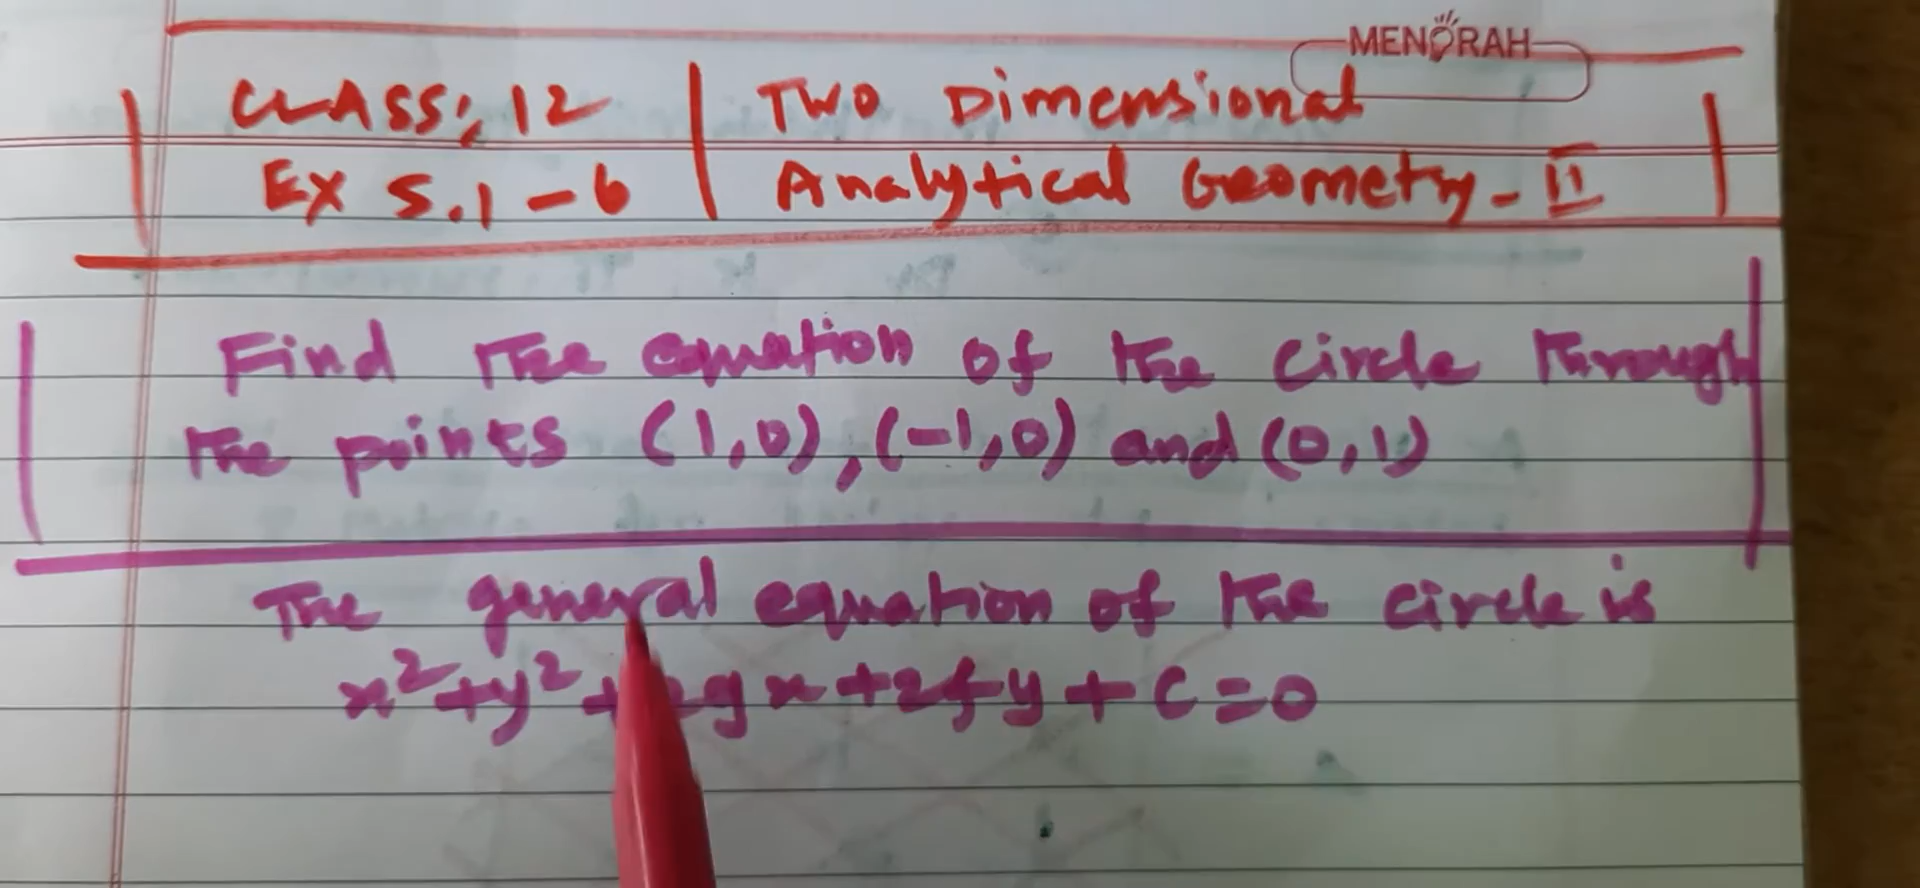 MENORAH
CLASS: 12
EX 5.1 - 6
TWO Dimensional
Analytical Geometry - II
Find the equation of the circle through
the points (1,0), (-1,0) and (0,1)
The general equation of the circle is
x²+y²+2gx+2fy+c=0